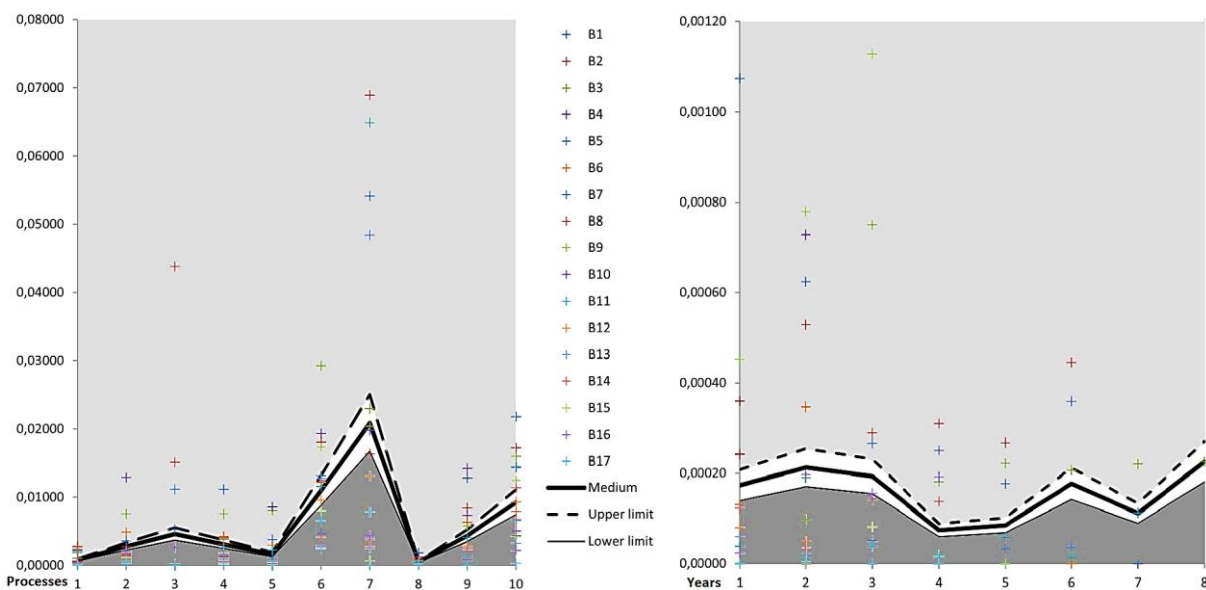 0,08000
0,07000
0,06000
0,05000
0,04000
0,03000
0,02000
0,01000
0,00000
Processes 1 2 3 4 5 6 7 8 9 10
B1
B2
B3
B4
B5
B6
B7
B8
B9
B10
B11
B12
B13
B14
B15
B16
B17
Medium
Upper limit
Lower limit
0,00120
0,00100
0,00080
0,00060
0,00040
0,00020
0,00000
Years 1 2 3 4 5 6 7 8